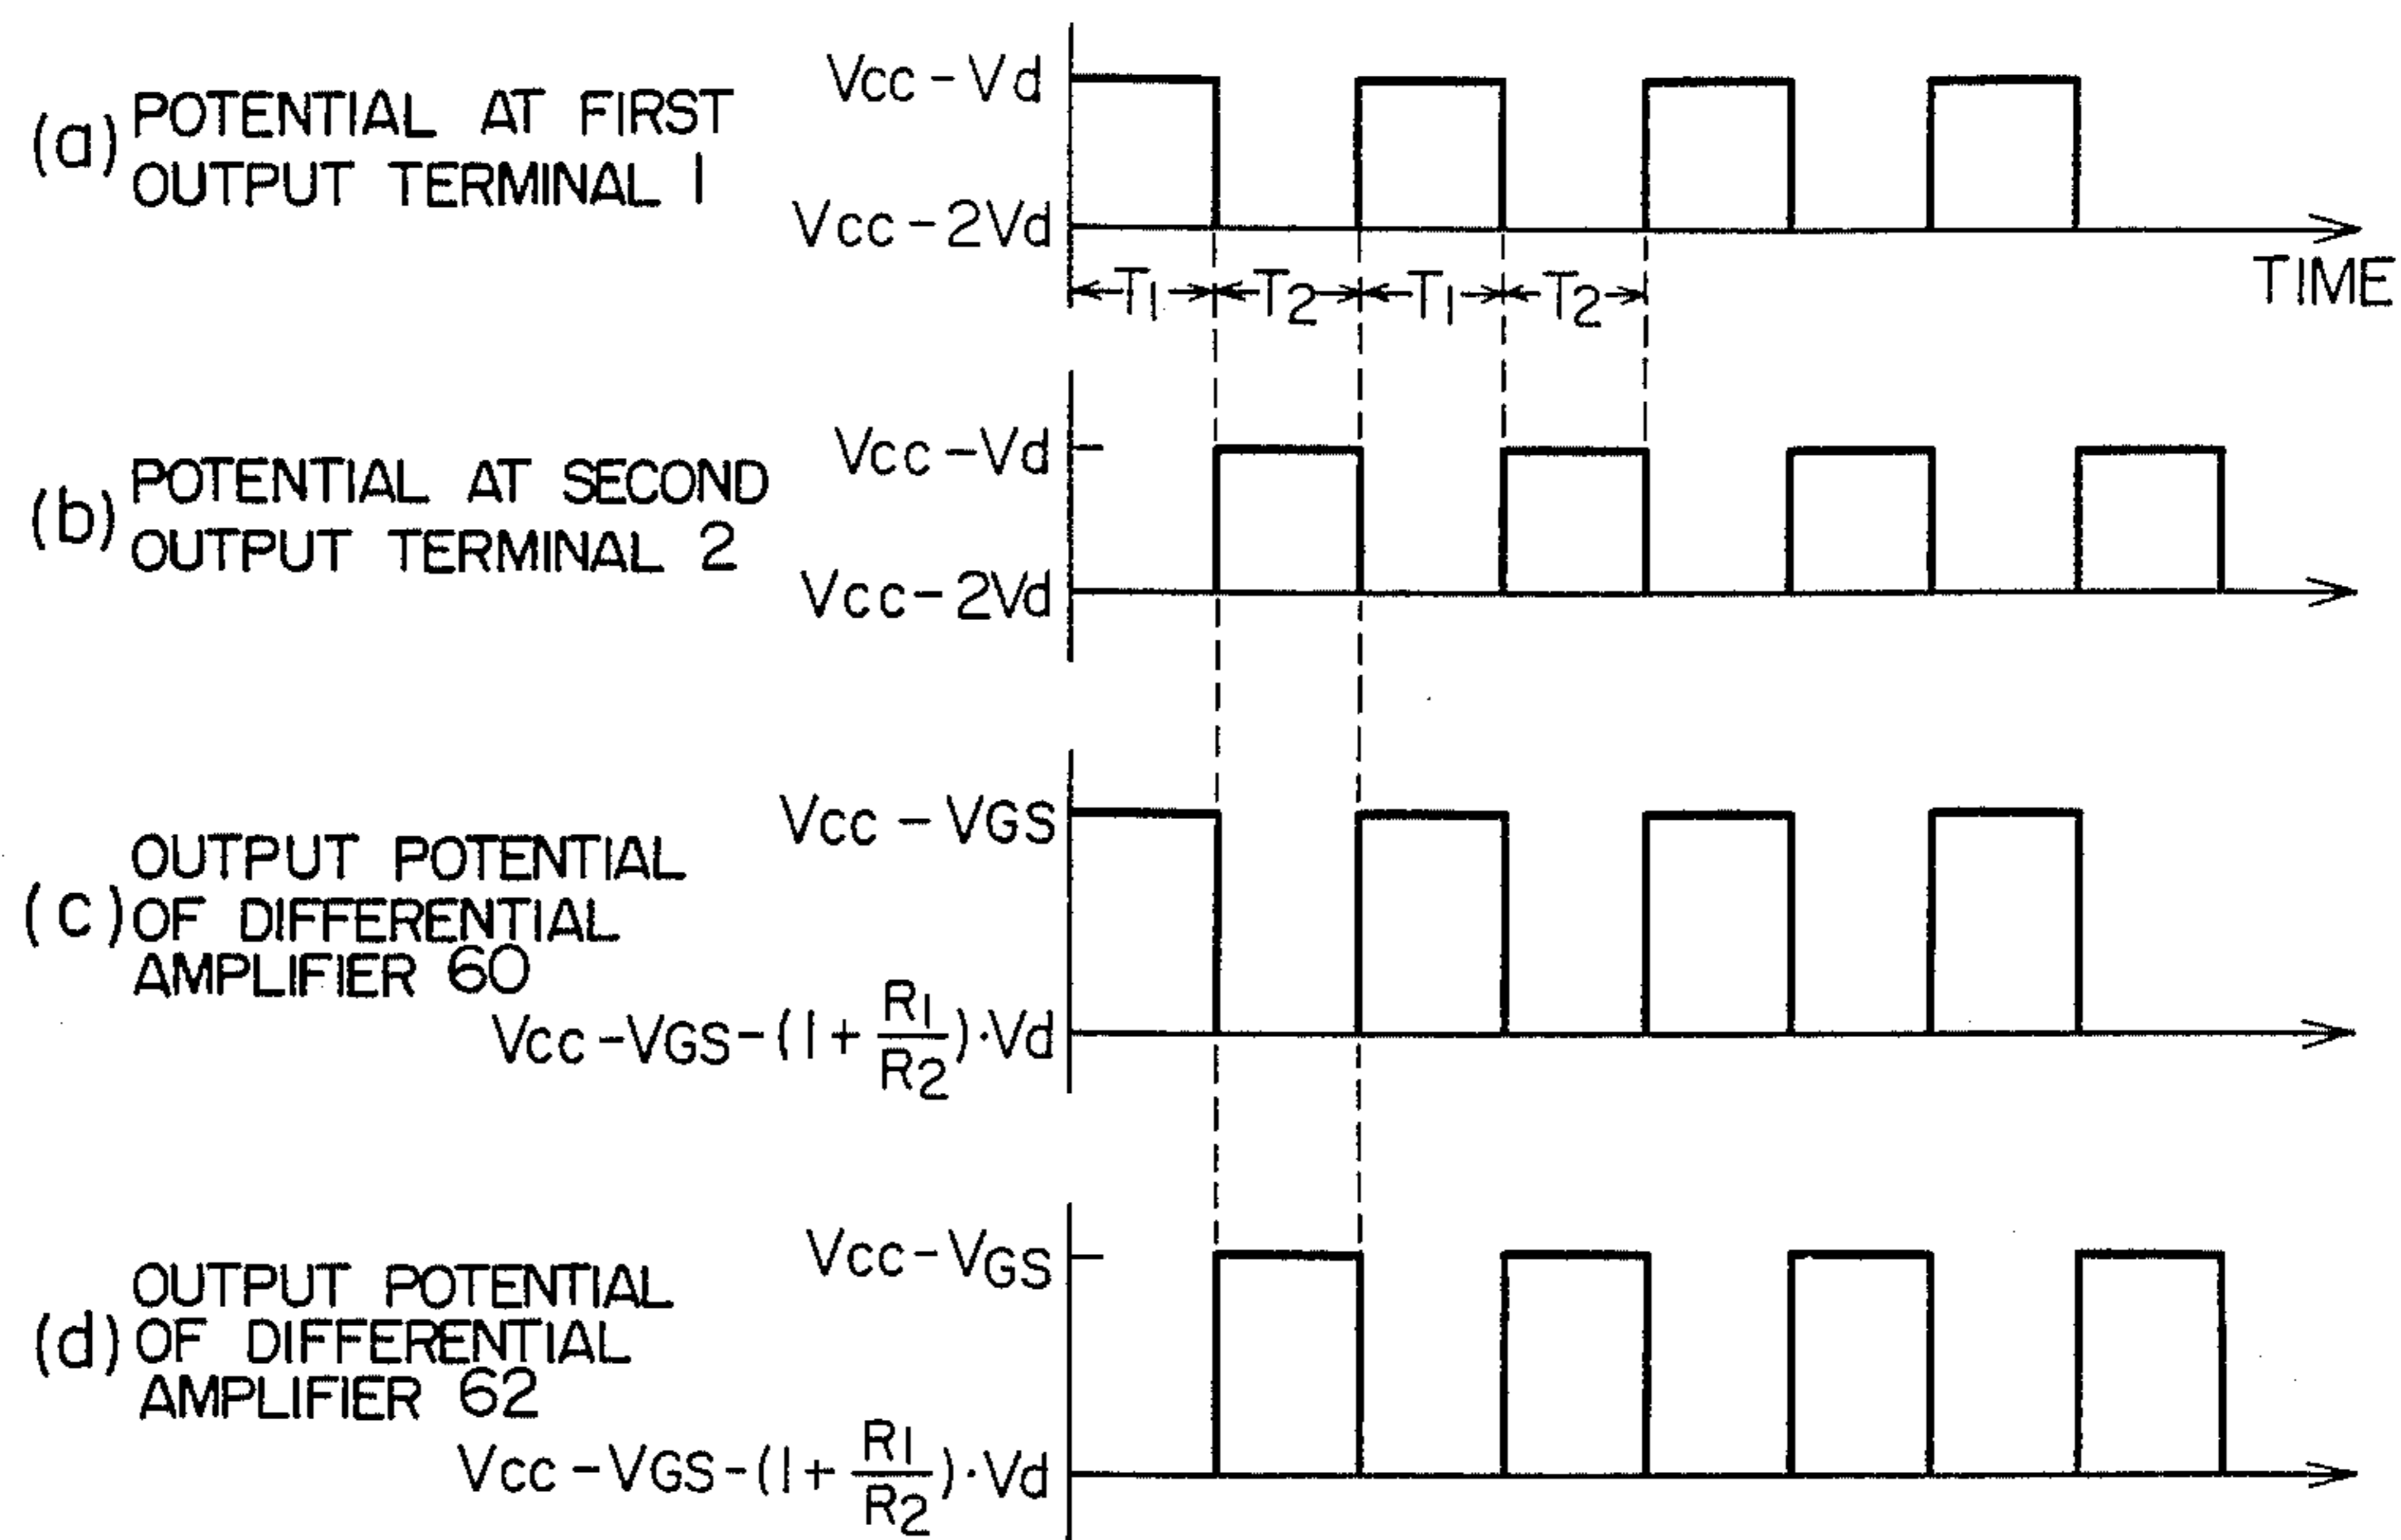 (a) POTENTIAL AT FIRST
OUTPUT TERMINAL 1
Vcc - Vd
Vcc - 2Vd
T1 T2 T1 T2
TIME
(b) POTENTIAL AT SECOND
OUTPUT TERMINAL 2
Vcc - Vd
Vcc - 2Vd
(c) OUTPUT POTENTIAL
OF DIFFERENTIAL
AMPLIFIER 60
Vcc - VGS
Vcc - VGS - (1 + R1/R2)·Vd
(d) OUTPUT POTENTIAL
OF DIFFERENTIAL
AMPLIFIER 62
Vcc - VGS
Vcc - VGS - (1 + R1/R2)·Vd